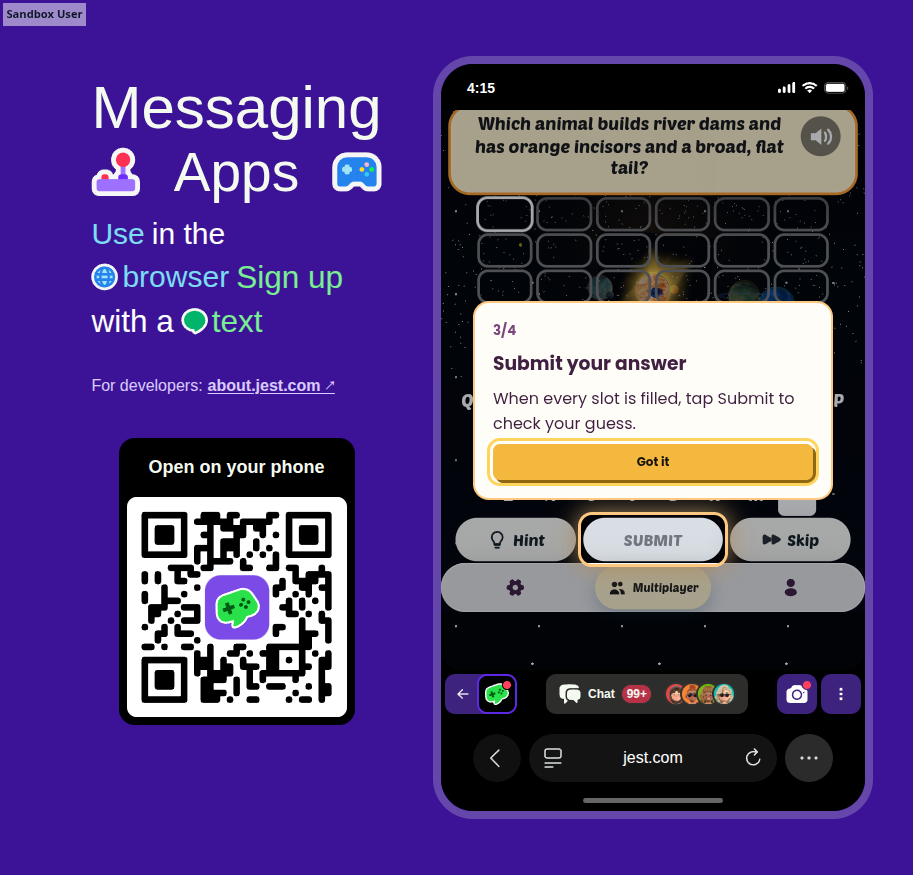 Sandbox User
Messaging
Apps
Use in the
browser Sign up
with a text
For developers: about.jest.com ↗
Open on your phone
4:15
Which animal builds river dams and
has orange incisors and a broad, flat
tail?
3/4
Submit your answer
When every slot is filled, tap Submit to
check your guess.
Got it
Q P
Hint SUBMIT Skip
Multiplayer
Chat 99+
jest.com